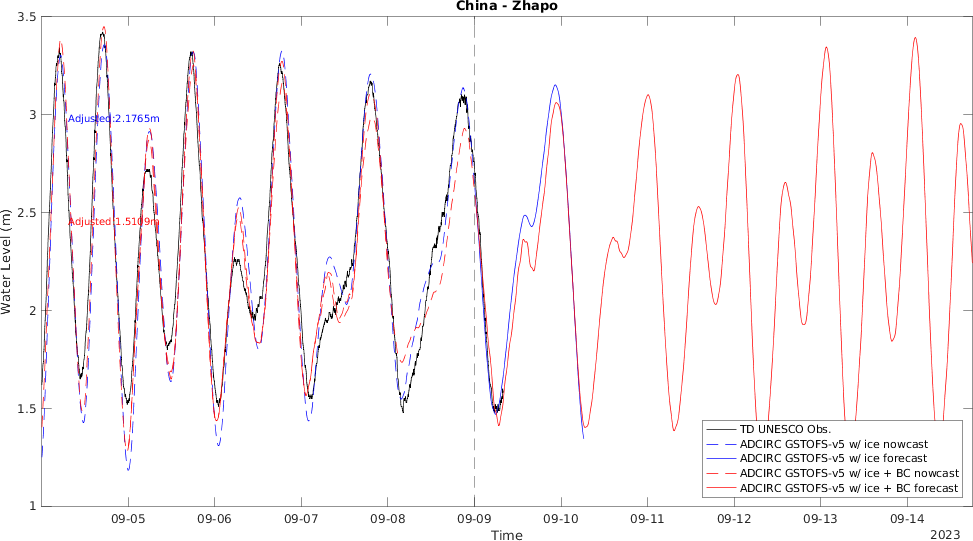 China - Zhapo
3.5
3
2.5
2
1.5
1
Water Level (m)
Adjusted:2.1765m
Adjusted:1.5109m
TD UNESCO Obs.
ADCIRC GSTOFS-v5 w/ ice nowcast
ADCIRC GSTOFS-v5 w/ ice forecast
ADCIRC GSTOFS-v5 w/ ice + BC nowcast
ADCIRC GSTOFS-v5 w/ ice + BC forecast
09-05 09-06 09-07 09-08 09-09 09-10 09-11 09-12 09-13 09-14
Time
2023